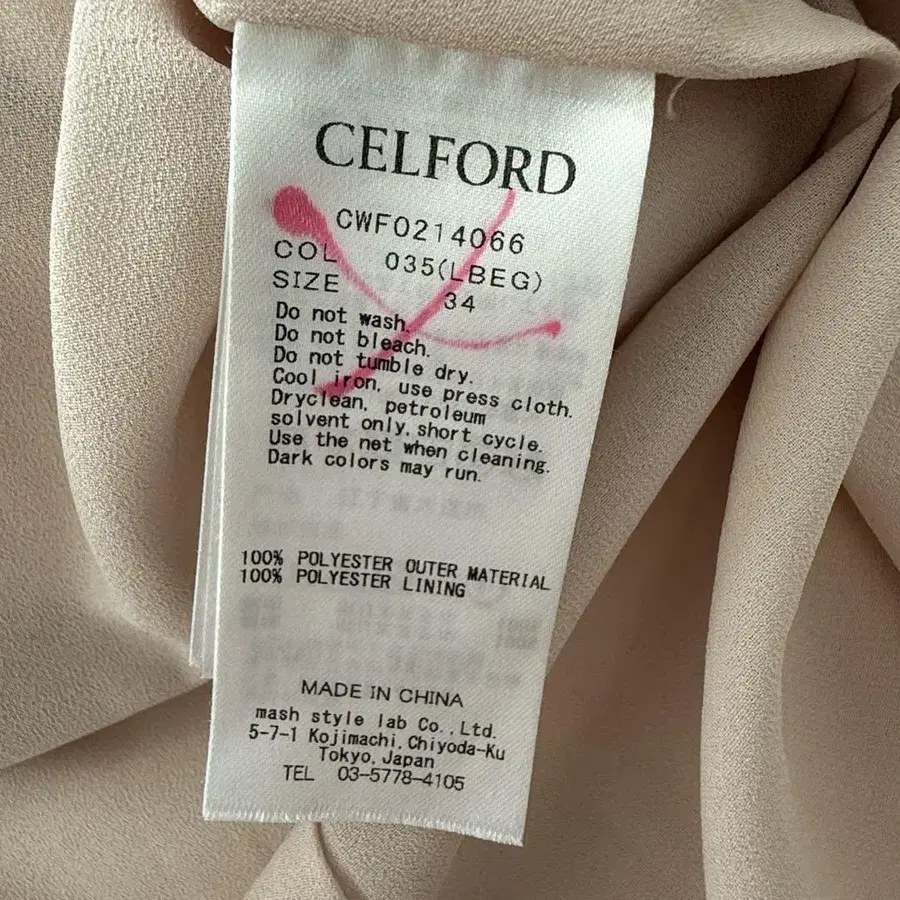 CELFORD
CWFO214066
COL 035(LBEG)
SIZE 34
Do not wash.
Do not bleach.
Do not tumble dry.
Cool iron, use press cloth.
Dryclean, petroleum
solvent only, short cycle.
Use the net when cleaning.
Dark colors may run.
100% POLYESTER OUTER MATERIAL
100% POLYESTER LINING
MADE IN CHINA
mash style lab Co., Ltd.
5-7-1 Kojimachi, Chiyoda-Ku
Tokyo, Japan
TEL 03-5778-4105